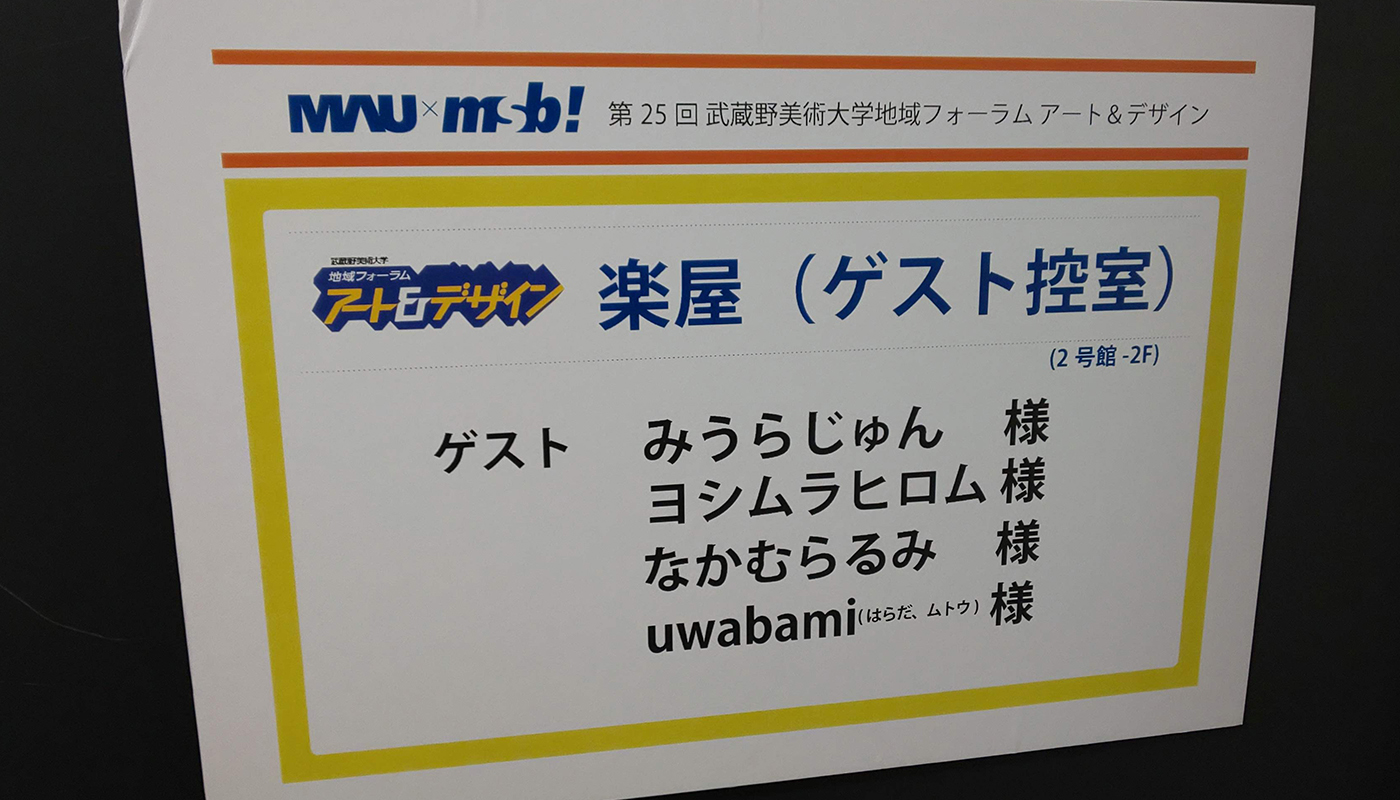 MAU×msb! 第25回 武蔵野美術大学地域フォーラム アート＆デザイン
武蔵野美術大学
地域フォーラム
アート&デザイン
楽屋（ゲスト控室）
(2号館-2F)
ゲスト みうらじゅん 様
ヨシムラヒロム 様
なかむらるみ 様
uwabami(はらだ、ムトウ) 様